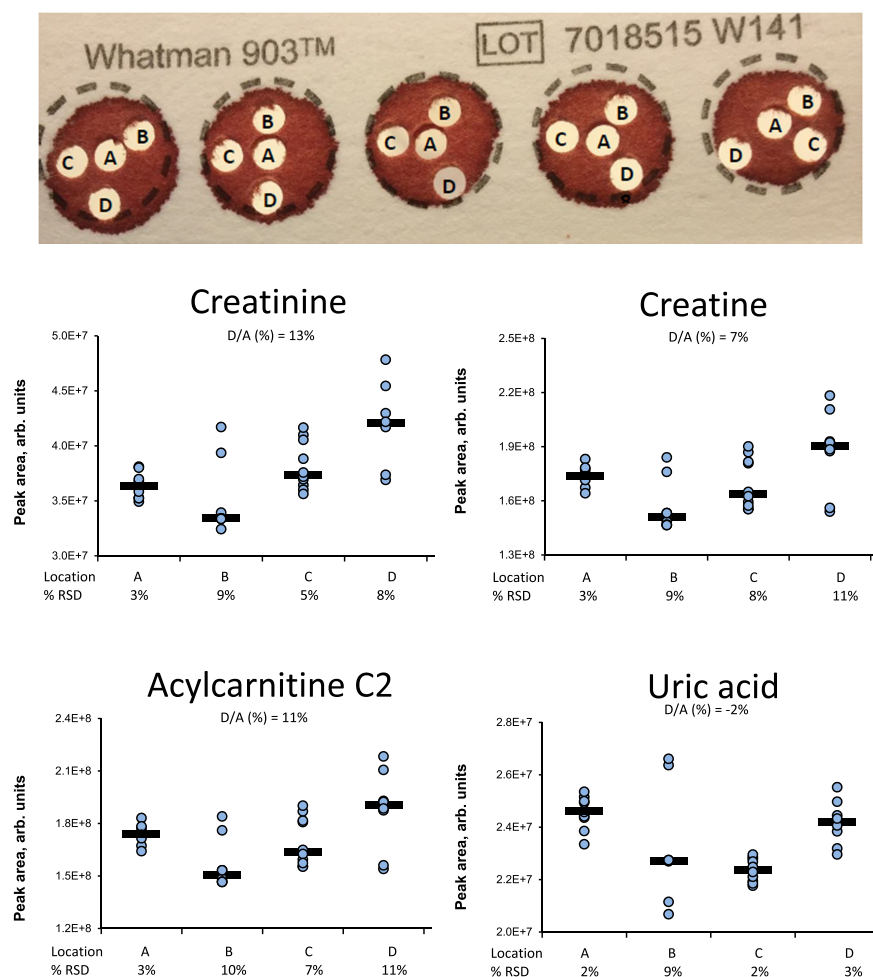 Whatman 903™ LOT 7018515 W141
B B B B B
C A C A C A C A A C
D D D D D
Creatinine
D/A (%) = 13%
Peak area, arb. units
5.0E+7
4.5E+7
4.0E+7
3.5E+7
3.0E+7
Location A B C D
% RSD 3% 9% 5% 8%
Creatine
D/A (%) = 7%
Peak area, arb. units
2.5E+8
2.2E+8
1.9E+8
1.6E+8
1.3E+8
Location A B C D
% RSD 3% 9% 8% 11%
Acylcarnitine C2
D/A (%) = 11%
Peak area, arb. units
2.4E+8
2.1E+8
1.8E+8
1.5E+8
1.2E+8
Location A B C D
% RSD 3% 10% 7% 11%
Uric acid
D/A (%) = -2%
Peak area, arb. units
2.8E+7
2.6E+7
2.4E+7
2.2E+7
2.0E+7
Location A B C D
% RSD 2% 9% 2% 3%